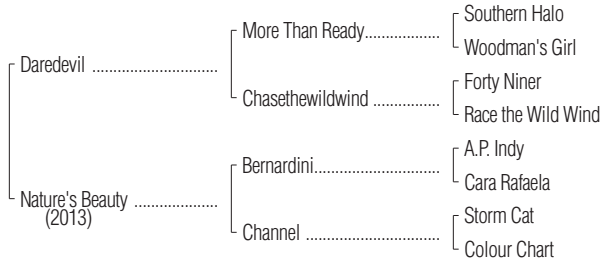 Southern Halo
More Than Ready..................
Woodman's Girl
Daredevil ..............................
Forty Niner
Chasethewildwind ................
Race the Wild Wind
A.P. Indy
Bernardini..............................
Cara Rafaela
Nature's Beauty ....................
(2013)
Storm Cat
Channel ................................
Colour Chart